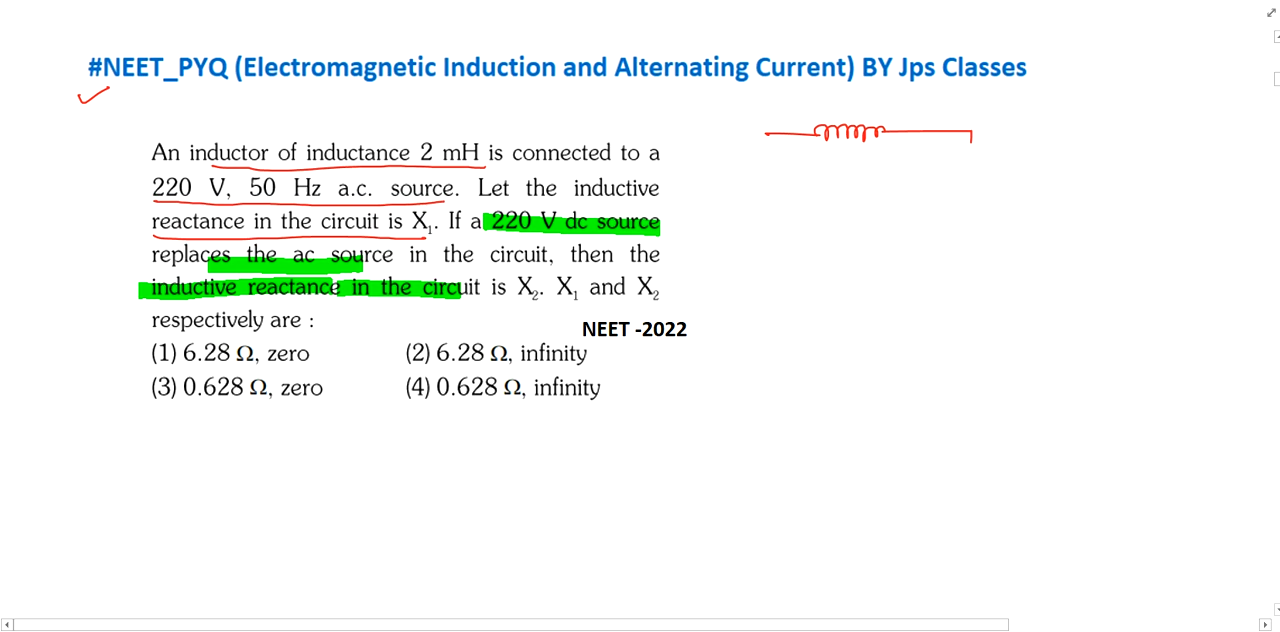 #NEET_PYQ (Electromagnetic Induction and Alternating Current) BY Jps Classes
An inductor of inductance 2 mH is connected to a
220 V, 50 Hz a.c. source. Let the inductive
reactance in the circuit is X₁. If a 220 V dc source
replaces the ac source in the circuit, then the
inductive reactance in the circuit is X₂. X₁ and X₂
respectively are :
NEET -2022
(1) 6.28 Ω, zero (2) 6.28 Ω, infinity
(3) 0.628 Ω, zero (4) 0.628 Ω, infinity